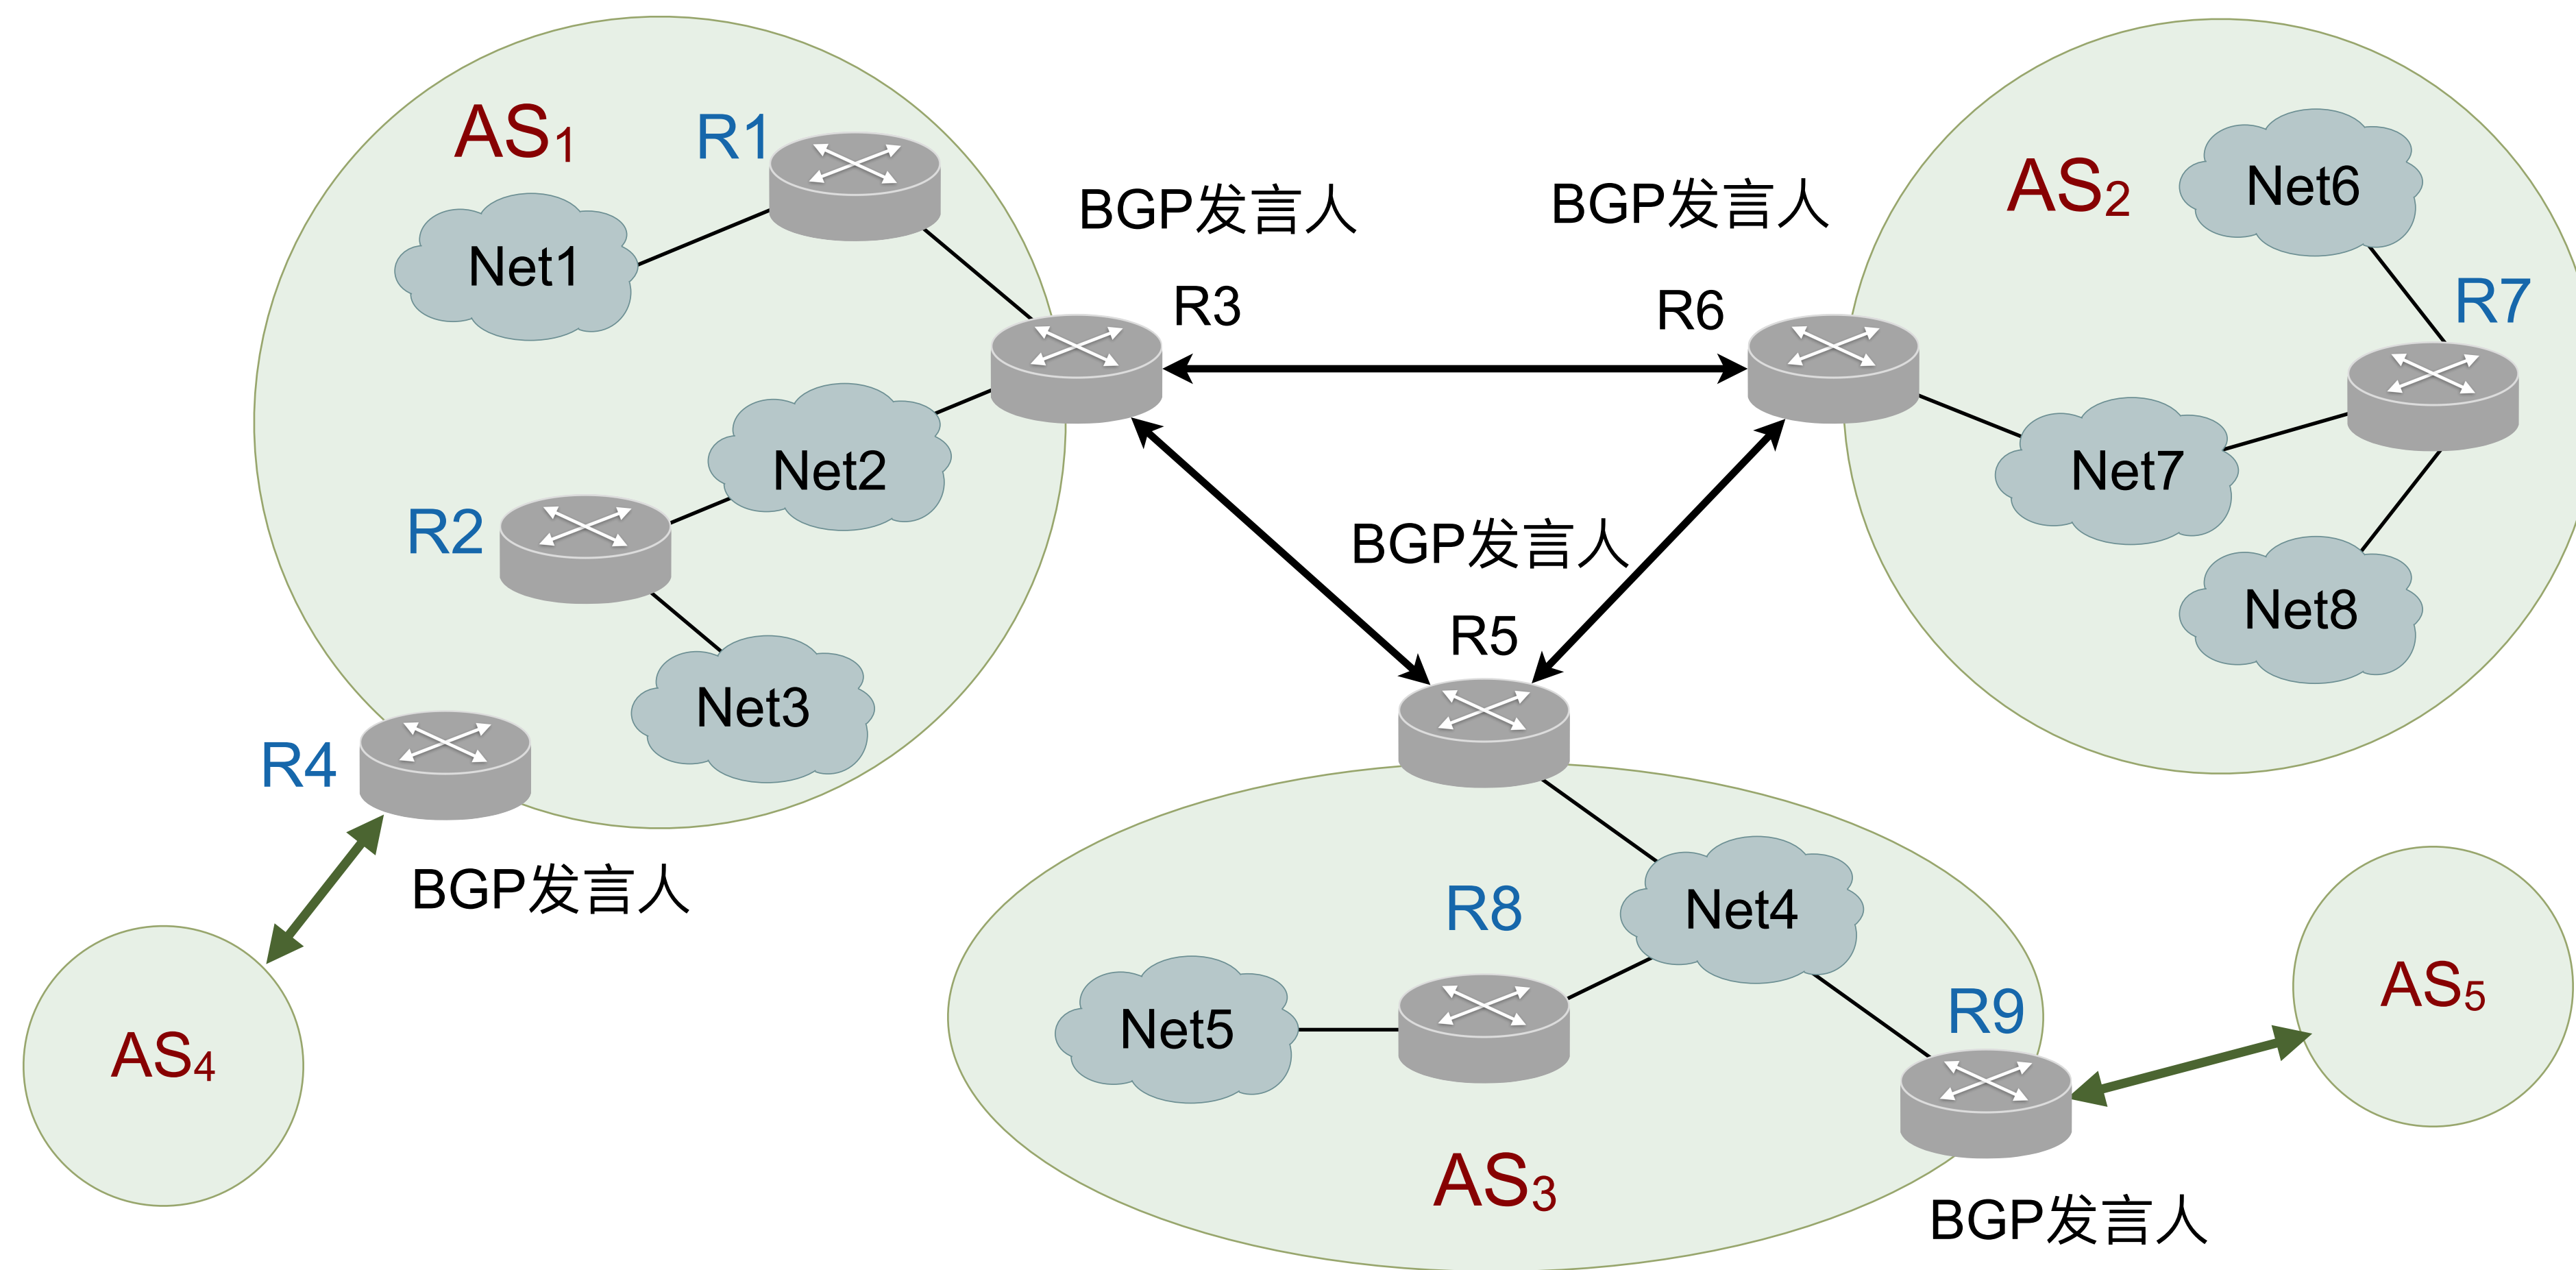 AS1
R1
Net1
BGP发言人
R3
Net2
R2
Net3
R4
BGP发言人
AS4
BGP发言人
R6
AS2
Net6
R7
Net7
Net8
BGP发言人
R5
R8
Net4
Net5
R9
AS3
BGP发言人
AS5